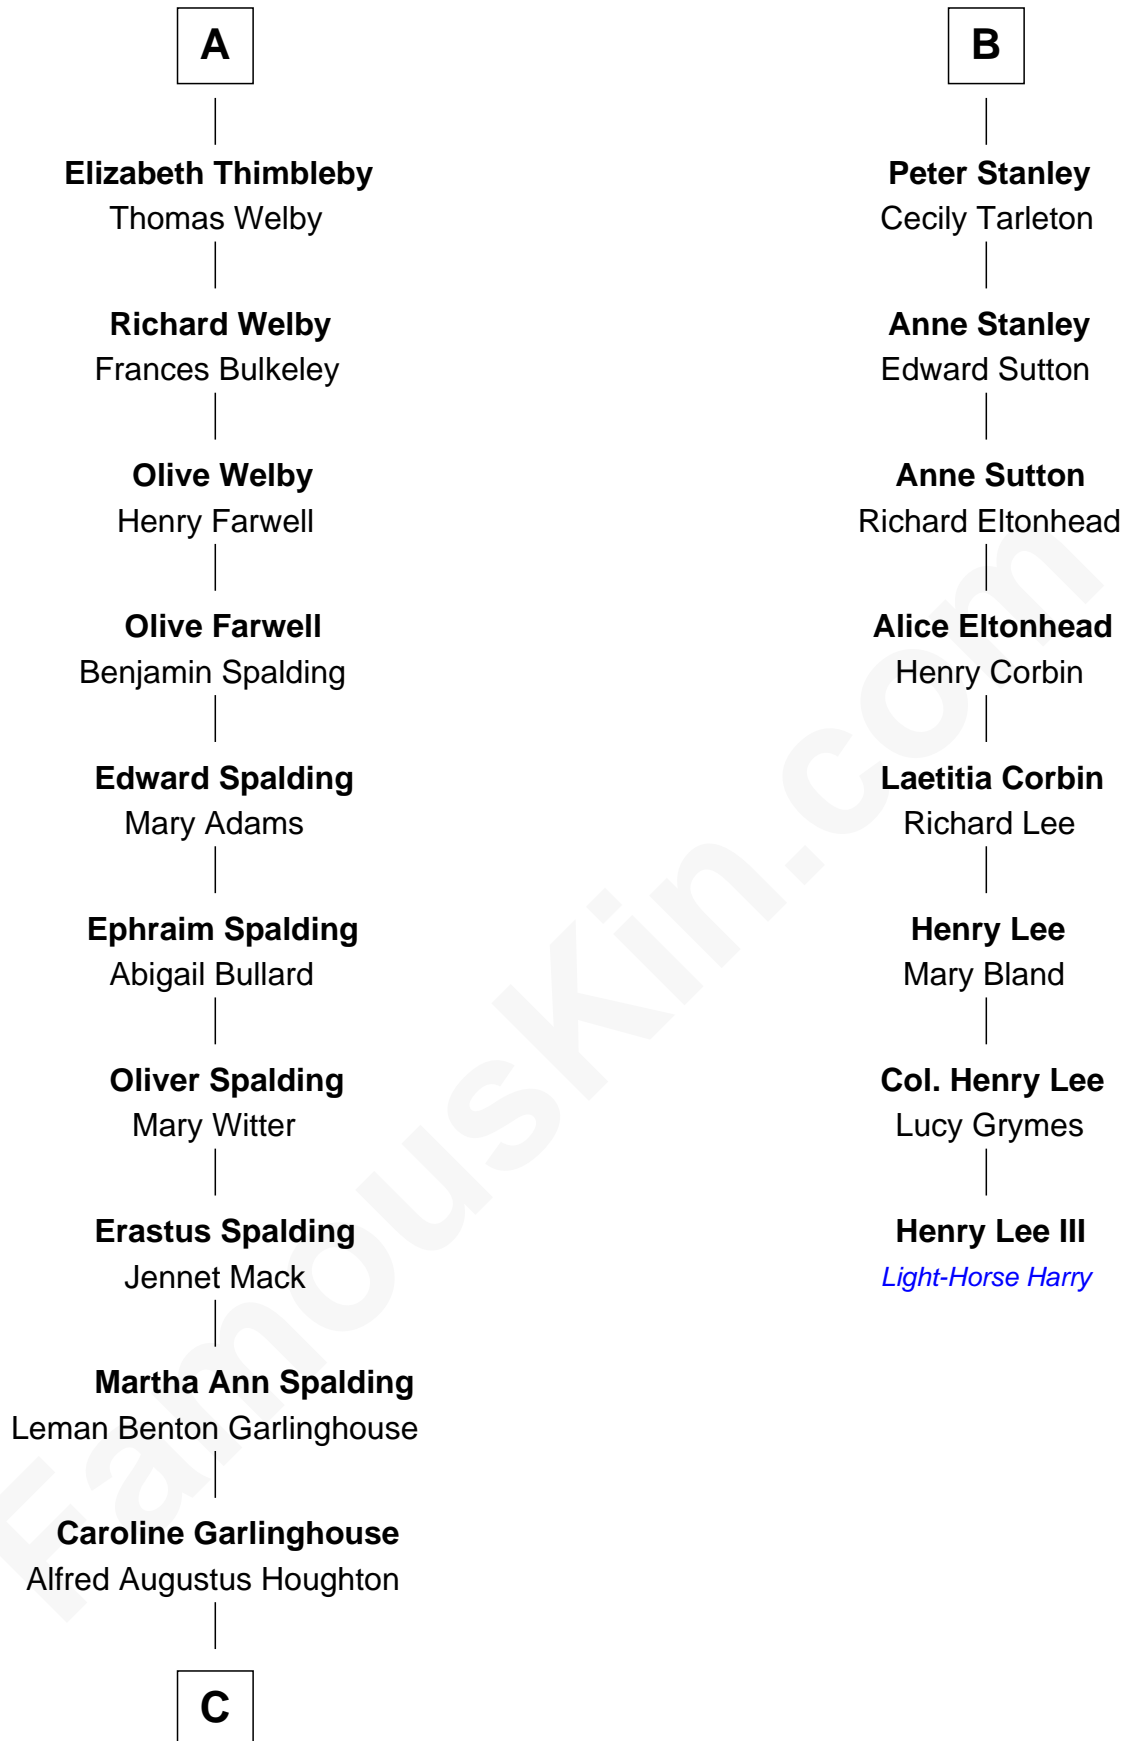 A
Elizabeth Thimbleby
Thomas Welby
Richard Welby
Frances Bulkeley
Olive Welby
Henry Farwell
Olive Farwell
Benjamin Spalding
Edward Spalding
Mary Adams
Ephraim Spalding
Abigail Bullard
Oliver Spalding
Mary Witter
Erastus Spalding
Jennet Mack
Martha Ann Spalding
Leman Benton Garlinghouse
Caroline Garlinghouse
Alfred Augustus Houghton
C
B
Peter Stanley
Cecily Tarleton
Anne Stanley
Edward Sutton
Anne Sutton
Richard Eltonhead
Alice Eltonhead
Henry Corbin
Laetitia Corbin
Richard Lee
Henry Lee
Mary Bland
Col. Henry Lee
Lucy Grymes
Henry Lee III
Light-Horse Harry
FamousKin.com